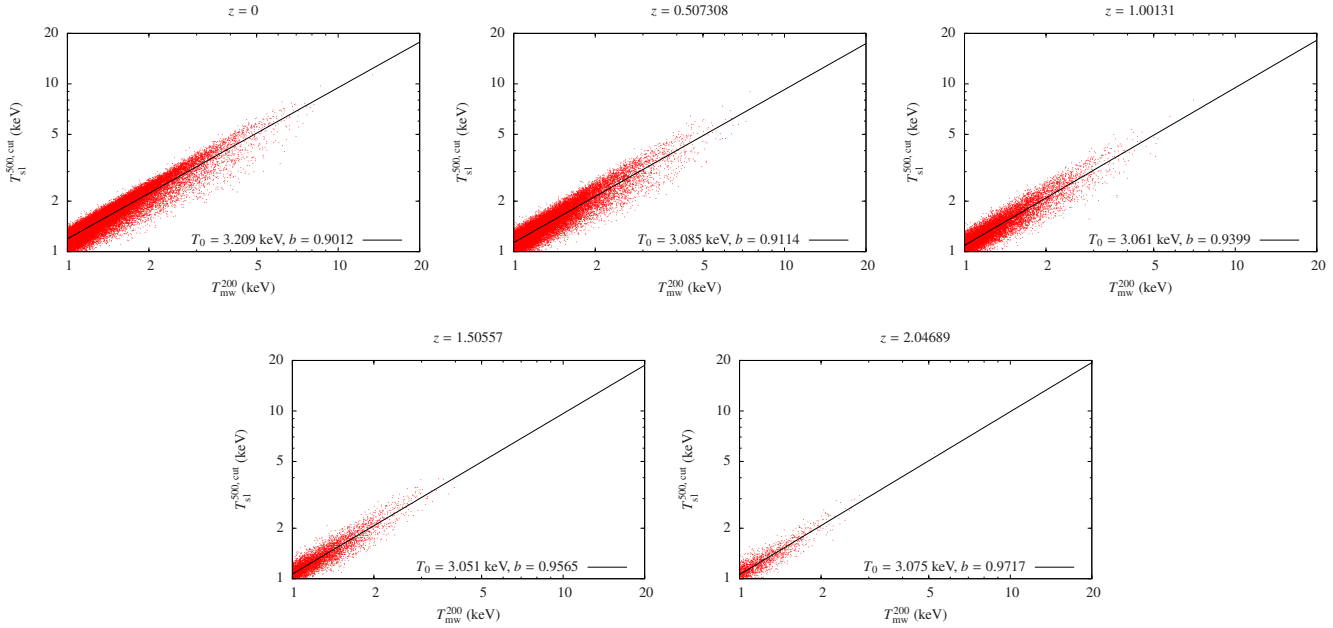 z = 0
20
10
5
2
1
T_sl^500, cut (keV)
T_0 = 3.209 keV, b = 0.9012
1 2 5 10 20
T_mw^200 (keV)
z = 0.507308
20
10
5
2
1
T_sl^500, cut (keV)
T_0 = 3.085 keV, b = 0.9114
1 2 5 10 20
T_mw^200 (keV)
z = 1.00131
20
10
5
2
1
T_sl^500, cut (keV)
T_0 = 3.061 keV, b = 0.9399
1 2 5 10 20
T_mw^200 (keV)
z = 1.50557
20
10
5
2
1
T_sl^500, cut (keV)
T_0 = 3.051 keV, b = 0.9565
1 2 5 10 20
T_mw^200 (keV)
z = 2.04689
20
10
5
2
1
T_sl^500, cut (keV)
T_0 = 3.075 keV, b = 0.9717
1 2 5 10 20
T_mw^200 (keV)